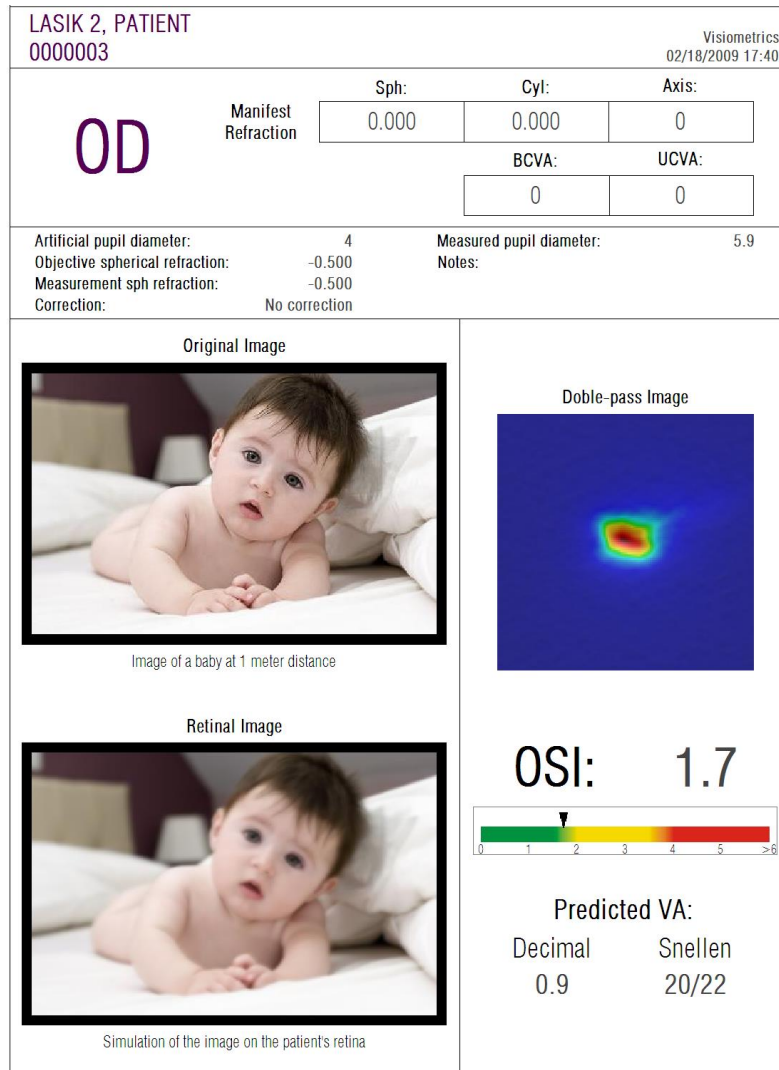 LASIK 2, PATIENT
0000003
Visiometrics
02/18/2009 17:40
OD
Manifest
Refraction
Sph: Cyl: Axis:
0.000 0.000 0
BCVA: UCVA:
0 0
Artificial pupil diameter: 4
Objective spherical refraction: -0.500
Measurement sph refraction: -0.500
Correction: No correction
Measured pupil diameter: 5.9
Notes:
Original Image
Image of a baby at 1 meter distance
Retinal Image
Simulation of the image on the patient's retina
Doble-pass Image
OSI: 1.7
0 1 2 3 4 5 >6
Predicted VA:
Decimal Snellen
0.9 20/22